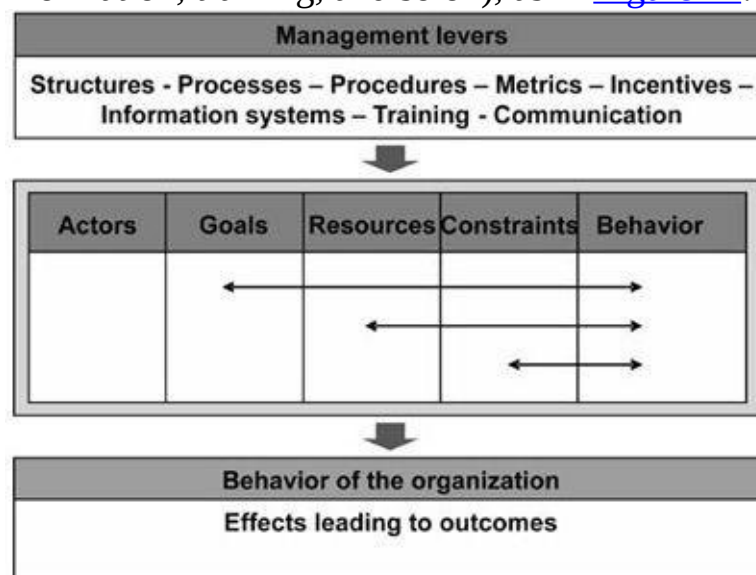 Management levers
Structures - Processes – Procedures – Metrics – Incentives –
Information systems – Training - Communication
Actors Goals Resources Constraints Behavior
Behavior of the organization
Effects leading to outcomes